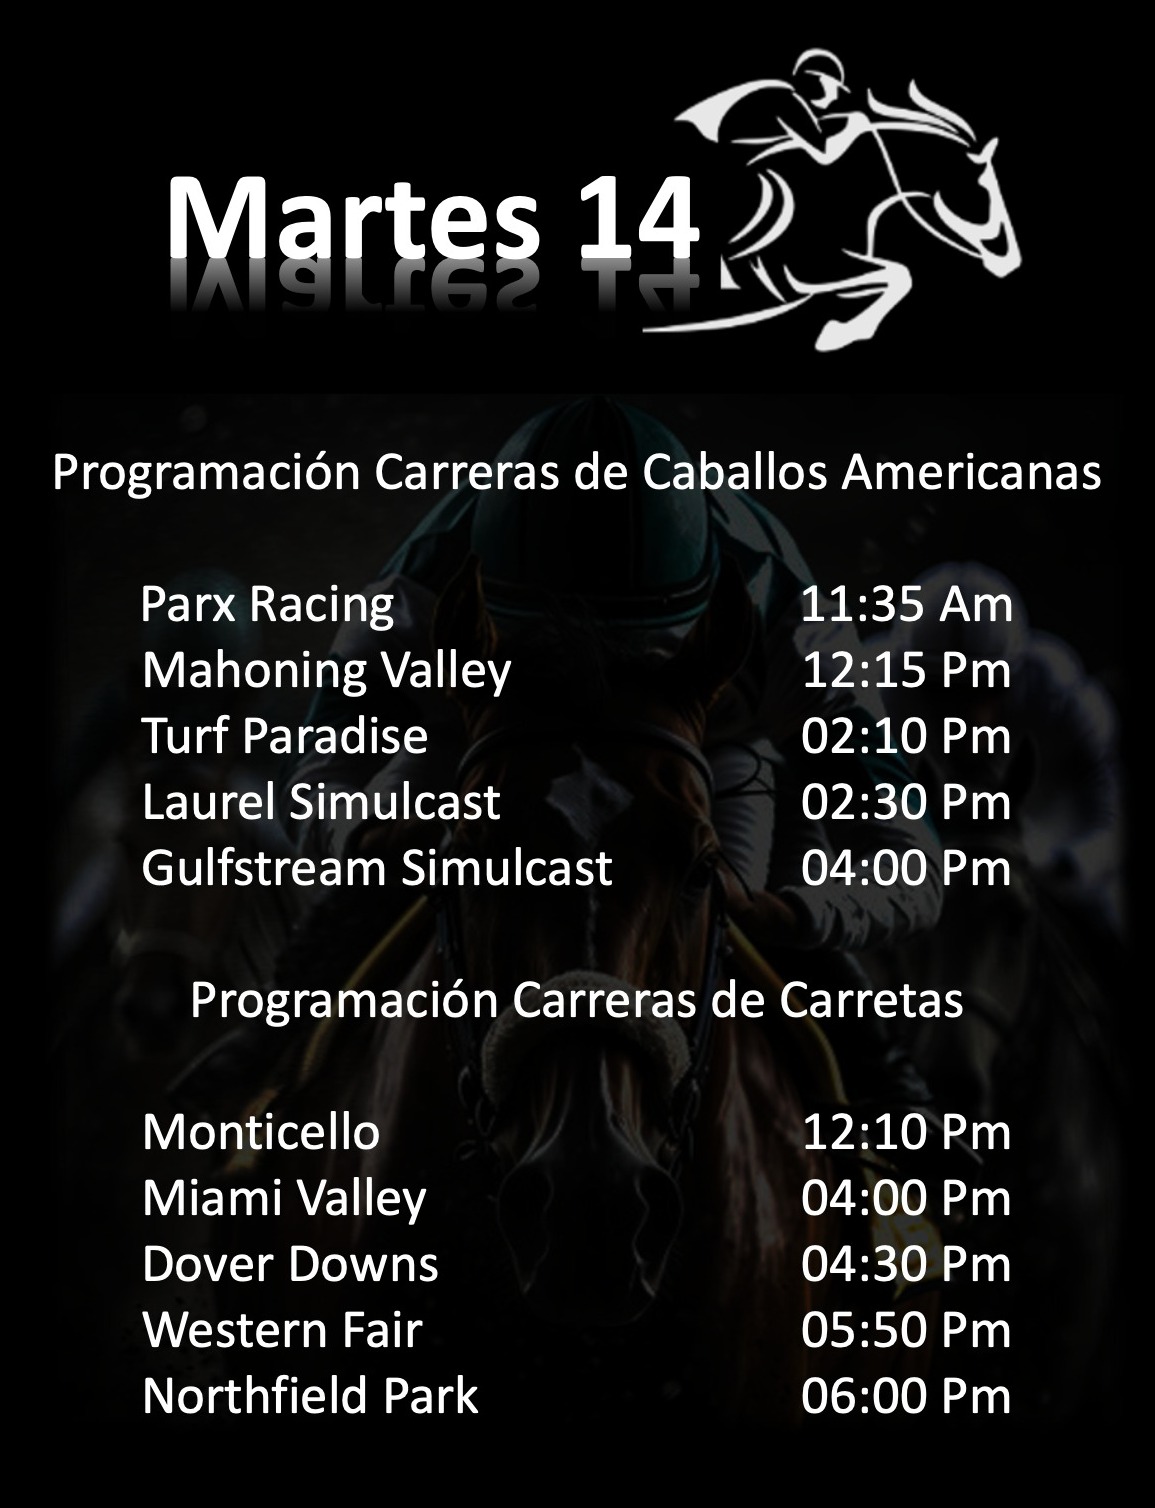 Martes 14
Programación Carreras de Caballos Americanas
Parx Racing 11:35 Am
Mahoning Valley 12:15 Pm
Turf Paradise 02:10 Pm
Laurel Simulcast 02:30 Pm
Gulfstream Simulcast 04:00 Pm
Programación Carreras de Carretas
Monticello 12:10 Pm
Miami Valley 04:00 Pm
Dover Downs 04:30 Pm
Western Fair 05:50 Pm
Northfield Park 06:00 Pm